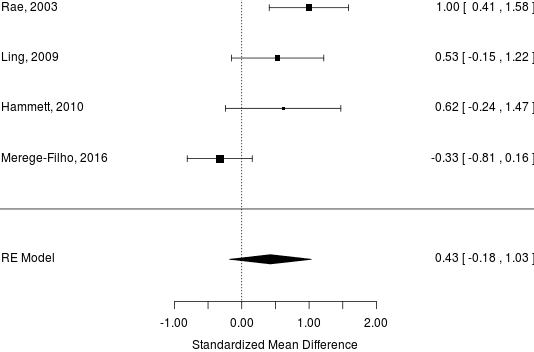 Rae, 2003 1.00 [ 0.41 , 1.58 ]
Ling, 2009 0.53 [ -0.15 , 1.22 ]
Hammett, 2010 0.62 [ -0.24 , 1.47 ]
Merege-Filho, 2016 -0.33 [ -0.81 , 0.16 ]
RE Model 0.43 [ -0.18 , 1.03 ]
-1.00 0.00 1.00 2.00
Standardized Mean Difference